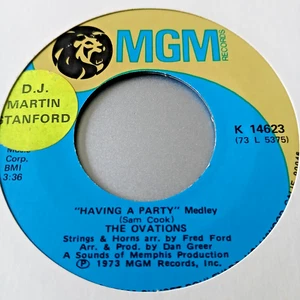 MGM
RECORDS
D.J.
MARTIN
STANFORD
K 14623
(73 L 5375)
Corp.
BMI
3:36
"HAVING A PARTY" Medley
(Sam Cook)
THE OVATIONS
Strings & Horns arr. by Fred Ford
Arr. & Prod. by Dan Greer
A Sounds of Memphis Production
℗ 1973 MGM Records, Inc.